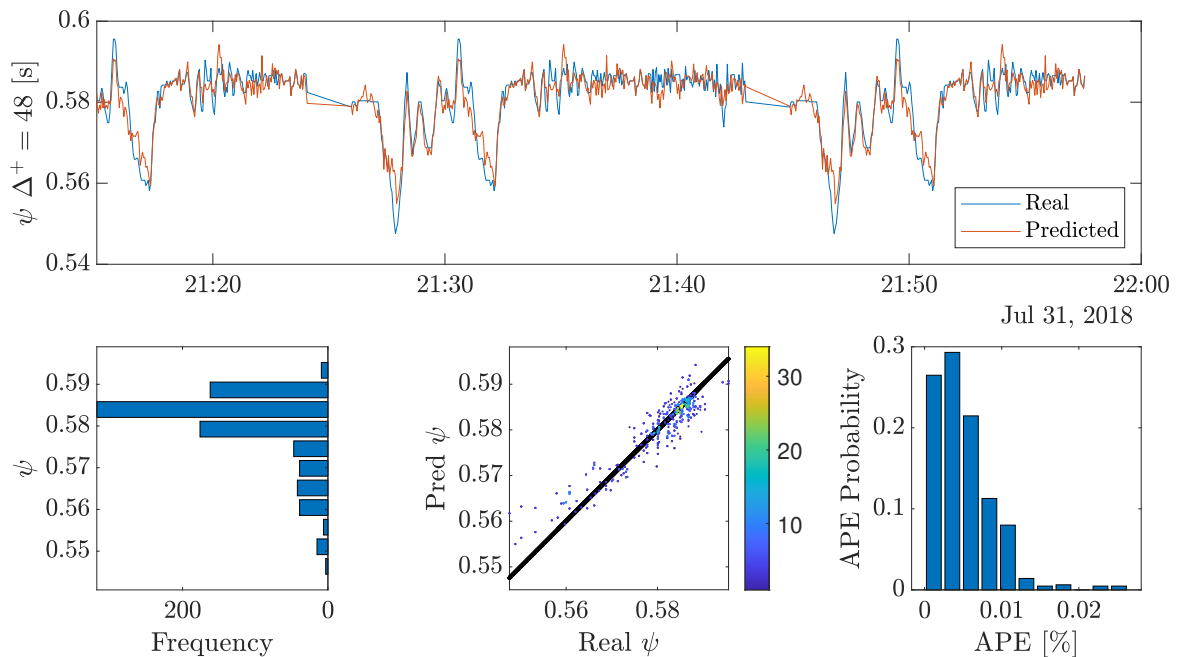 0.6
0.58
0.56
0.54
ψ Δ⁺ = 48 [s]
Real
Predicted
21:20 21:30 21:40 21:50 22:00
Jul 31, 2018
0.59
0.58
0.57
0.56
0.55
ψ
200 0
Frequency
0.59
0.58
0.57
0.56
0.55
Pred ψ
0.56 0.58
Real ψ
30
20
10
0.3
0.2
0.1
0
APE Probability
0 0.01 0.02
APE [%]